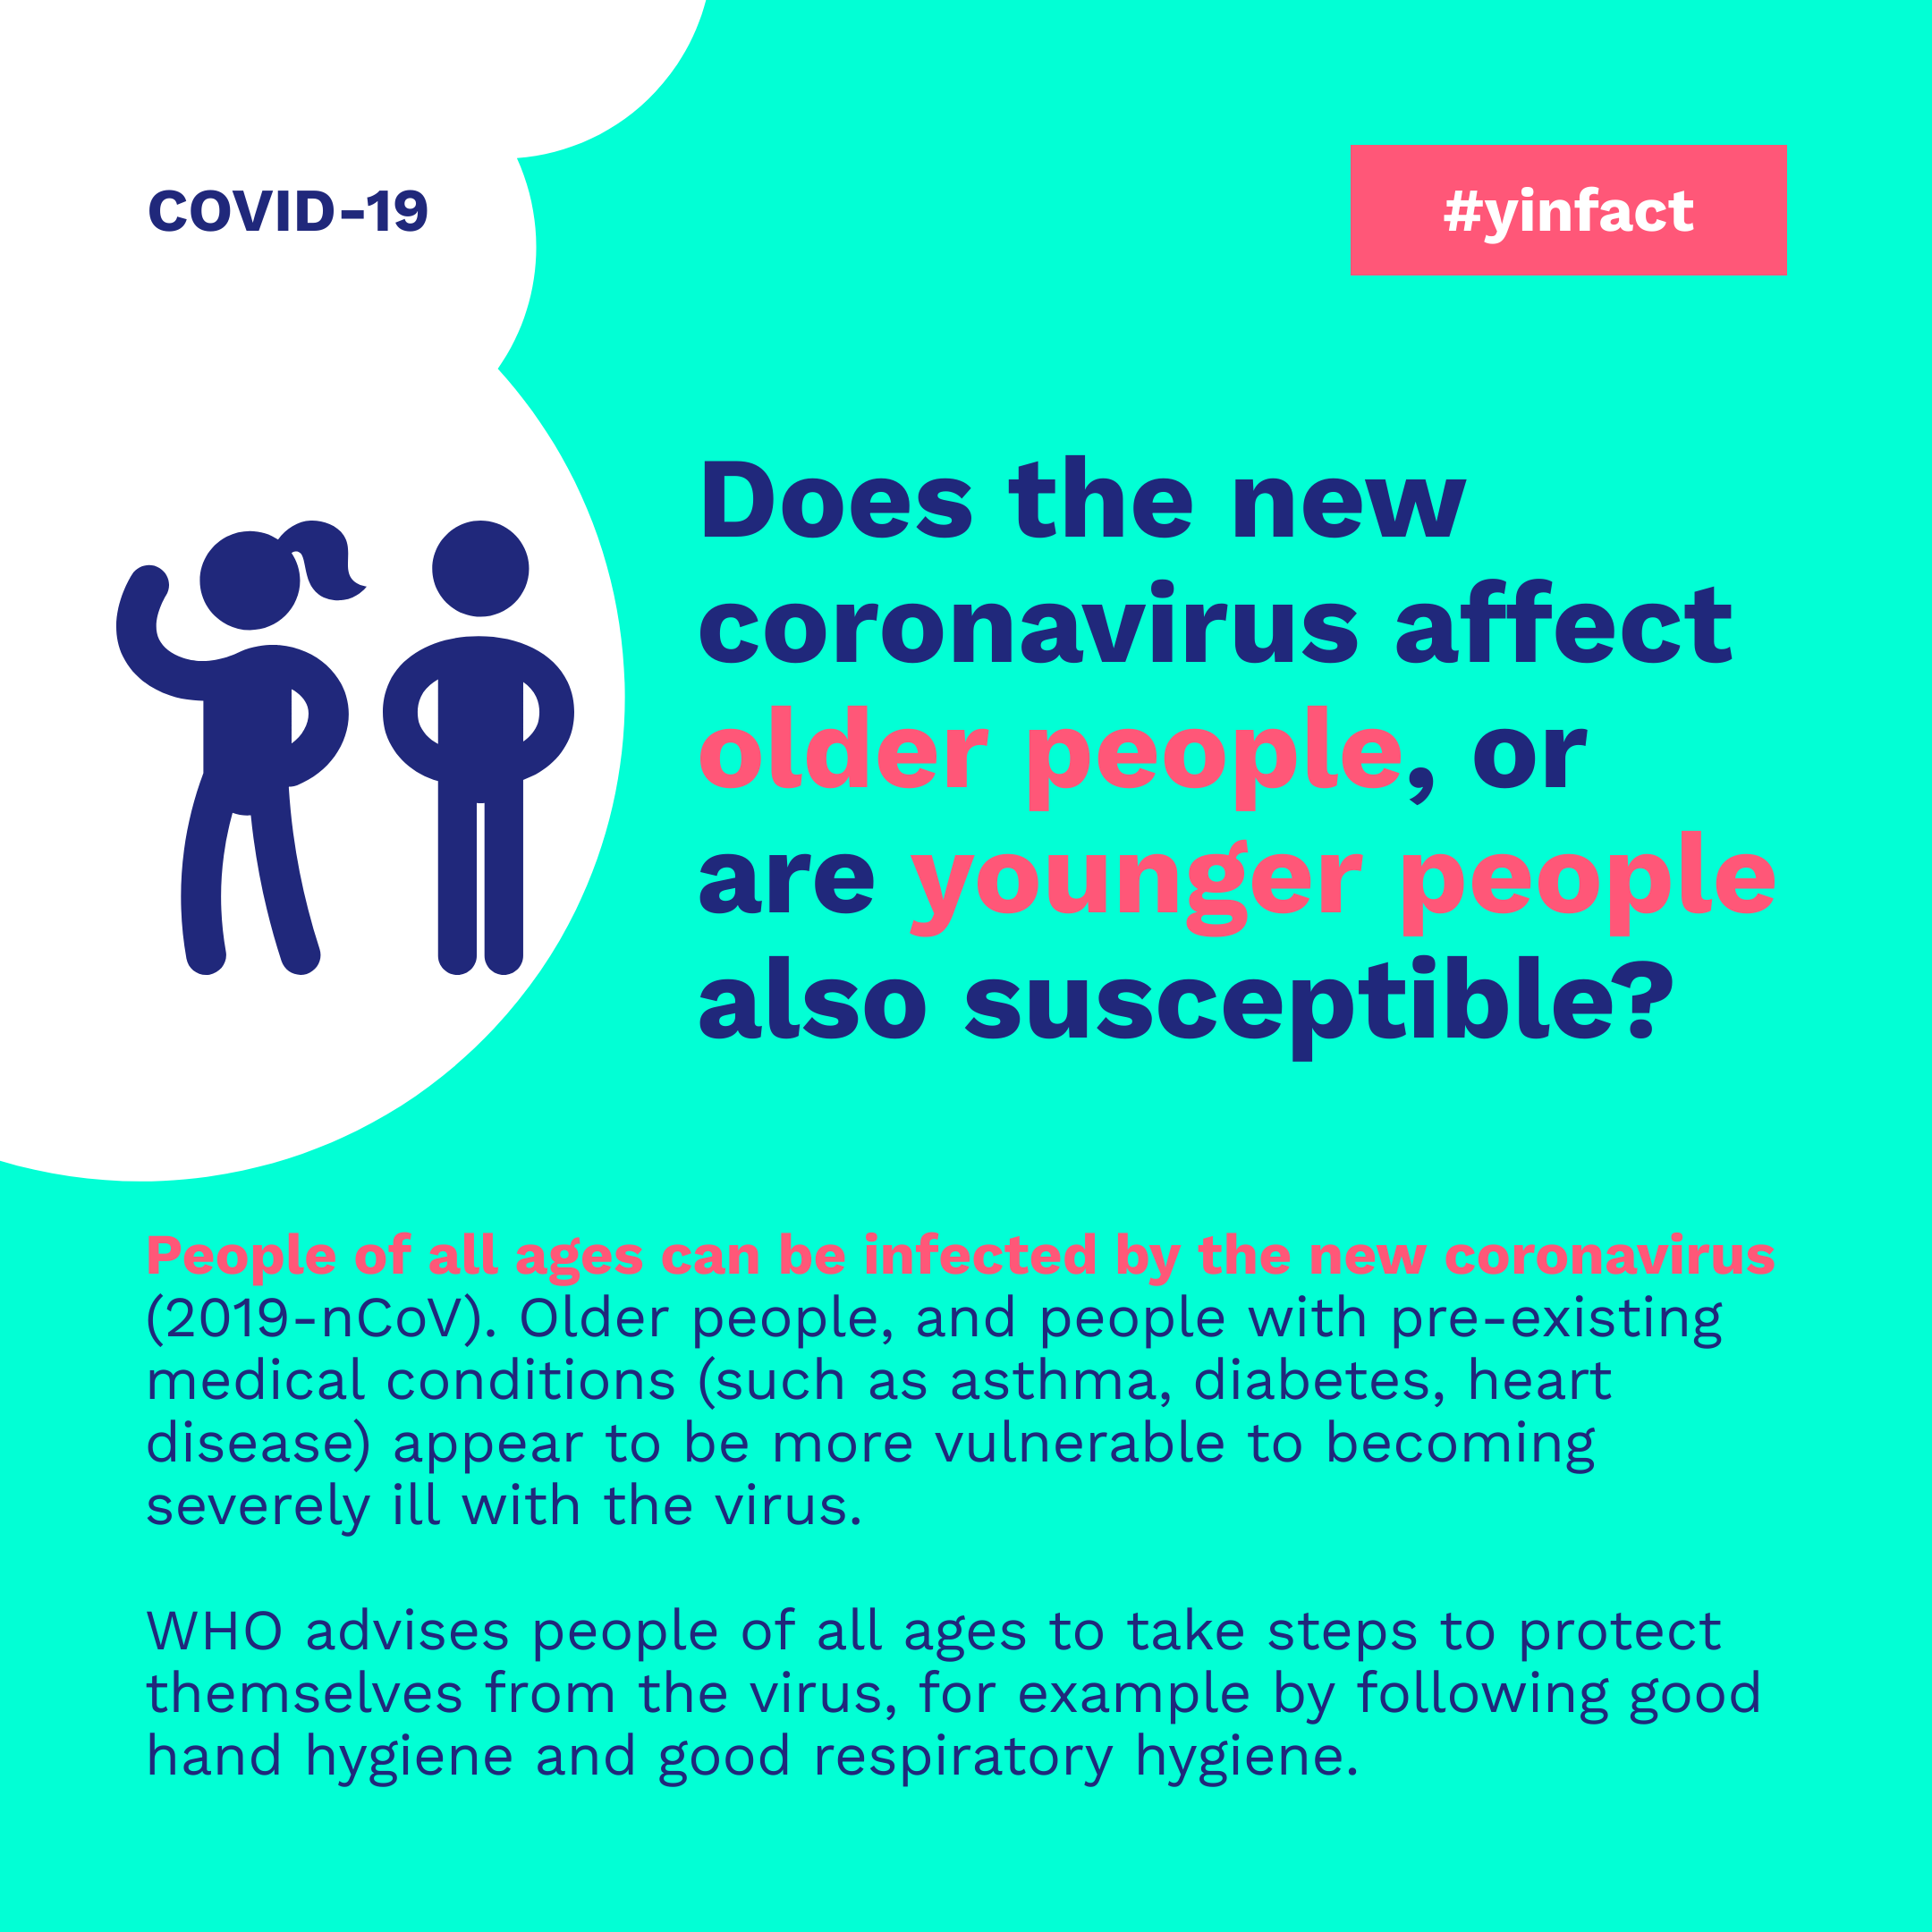 COVID-19
#yinfact
Does the new
coronavirus affect
older people, or
are younger people
also susceptible?
People of all ages can be infected by the new coronavirus
(2019-nCoV). Older people, and people with pre-existing
medical conditions (such as asthma, diabetes, heart
disease) appear to be more vulnerable to becoming
severely ill with the virus.
WHO advises people of all ages to take steps to protect
themselves from the virus, for example by following good
hand hygiene and good respiratory hygiene.